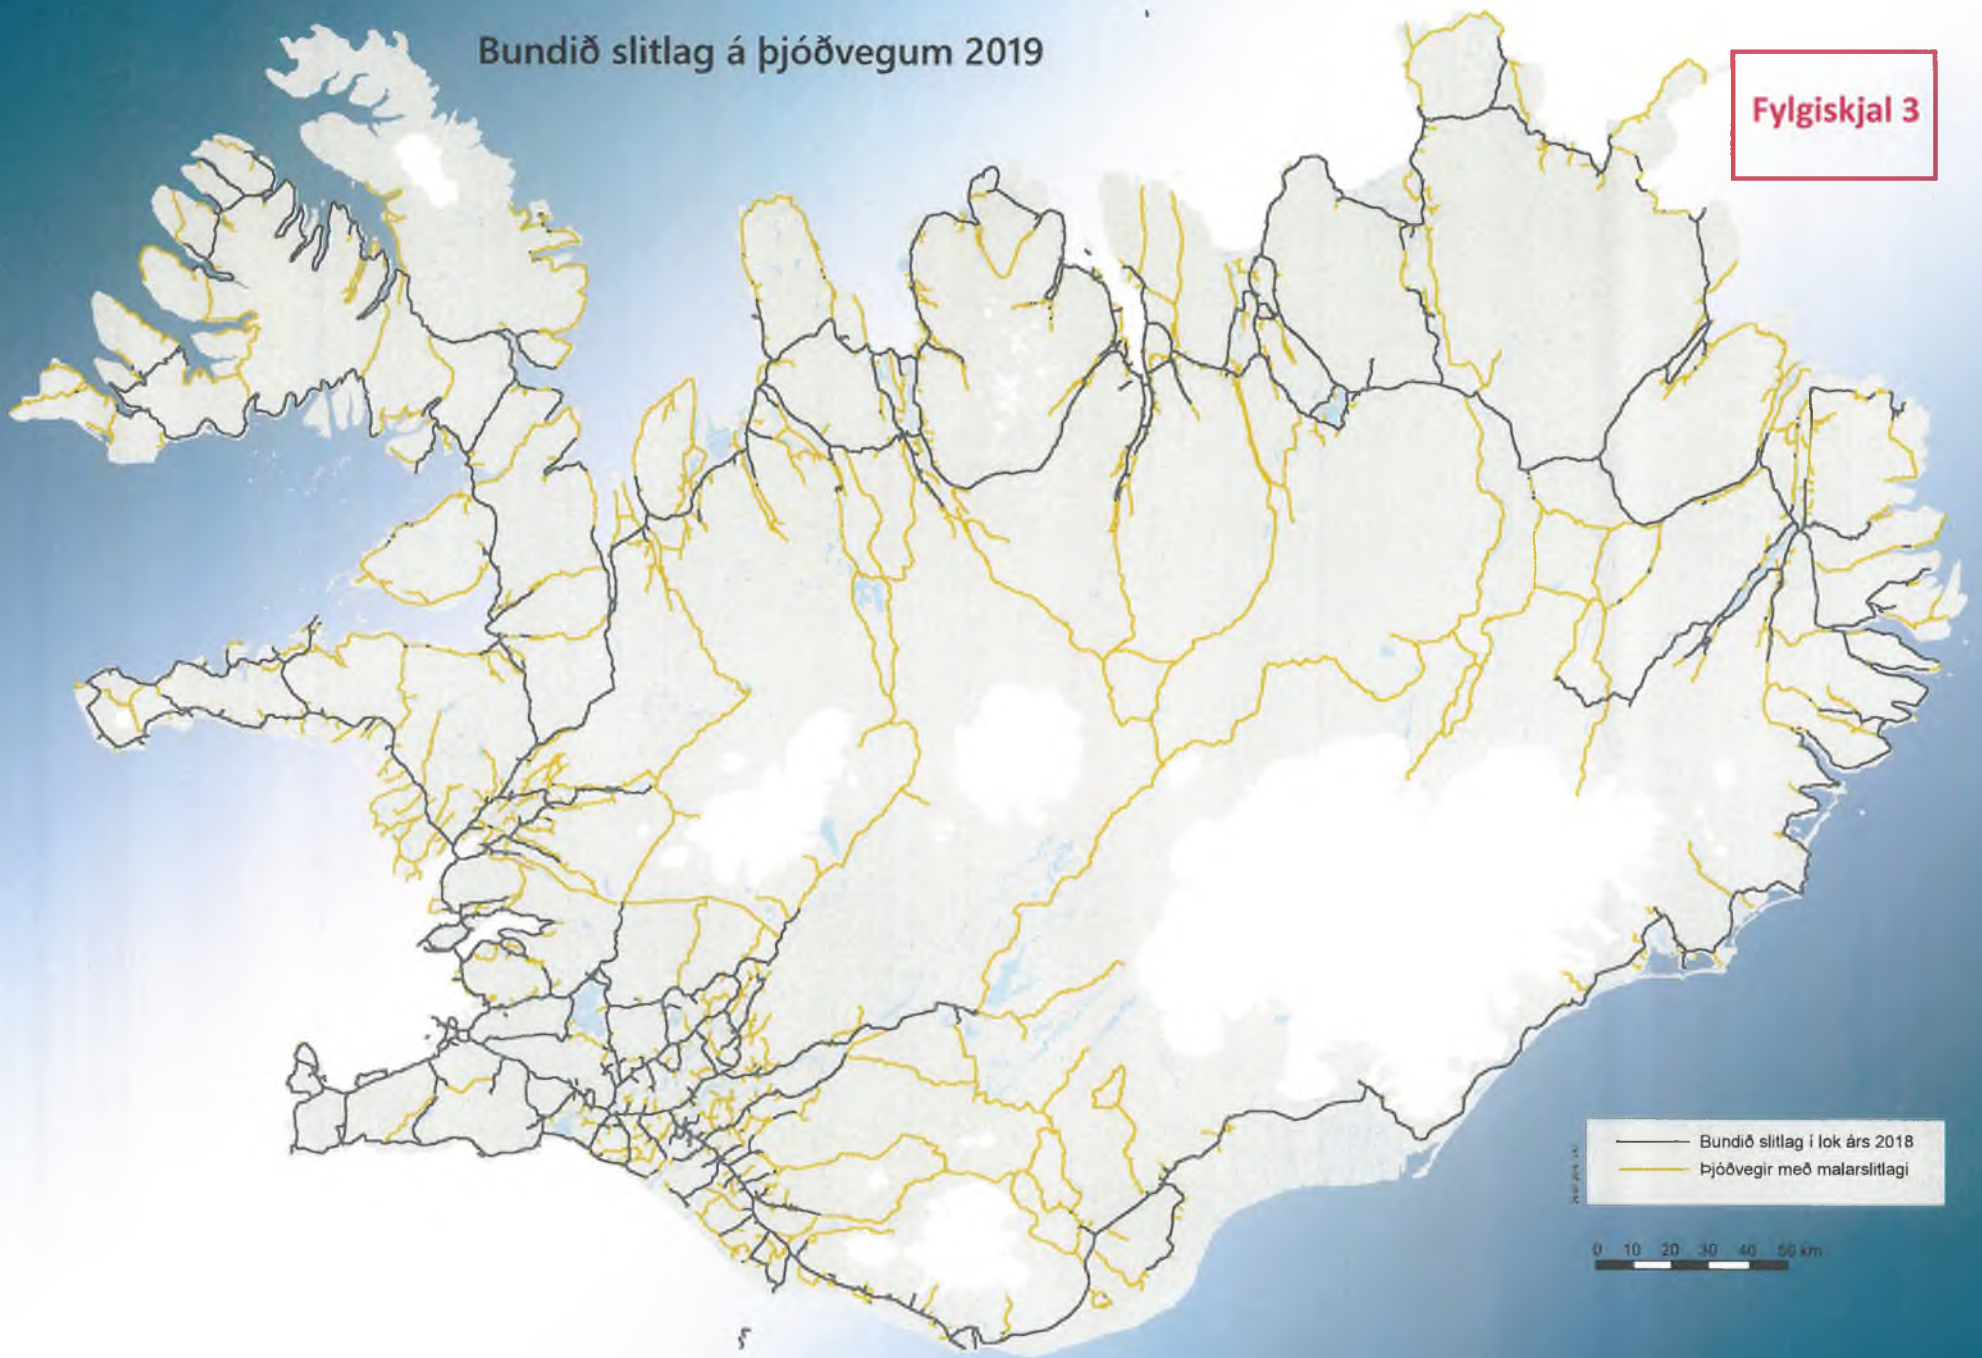 Bundið slitlag á þjóðvegum 2019
Fylgiskjal 3
Bundið slitlag í lok árs 2018
Þjóðvegir með malarslitlagi
0 10 20 30 40 50 km